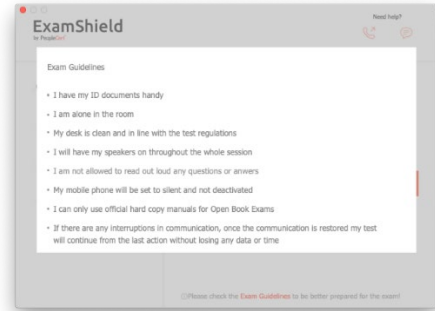 ExamShield
by PeopleCert
Need help?
Exam Guidelines
• I have my ID documents handy
• I am alone in the room
• My desk is clean and in line with the test regulations
• I will have my speakers on throughout the whole session
• I am not allowed to read out loud any questions or anwers
• My mobile phone will be set to silent and not deactivated
• I can only use official hard copy manuals for Open Book Exams
• If there are any interruptions in communication, once the communication is restored my test
will continue from the last action without losing any data or time
Please check the Exam Guidelines to be better prepared for the exam!